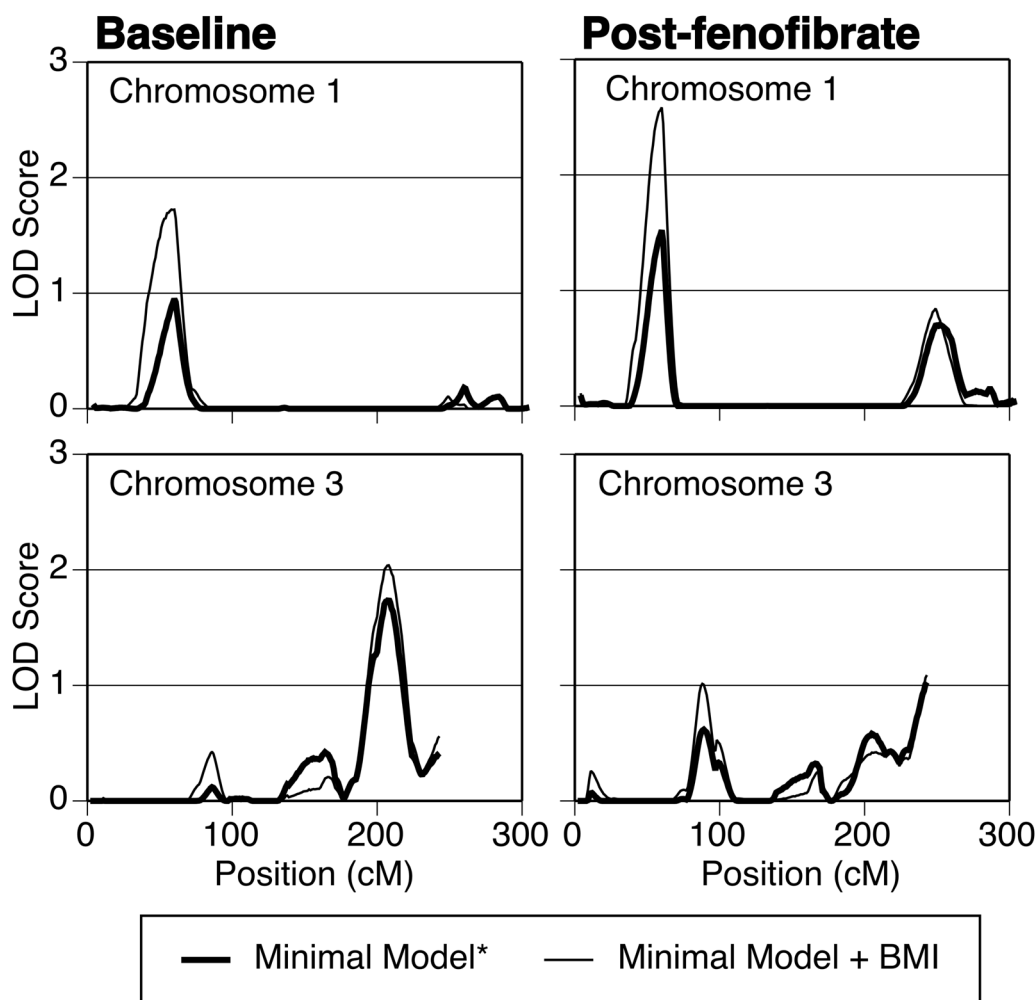 Baseline
Post-fenofibrate
3
Chromosome 1
Chromosome 1
2
LOD Score
1
0
3
Chromosome 3
Chromosome 3
2
LOD Score
1
0
0 100 200 300 0 100 200 300
Position (cM)
Position (cM)
Minimal Model*
Minimal Model + BMI